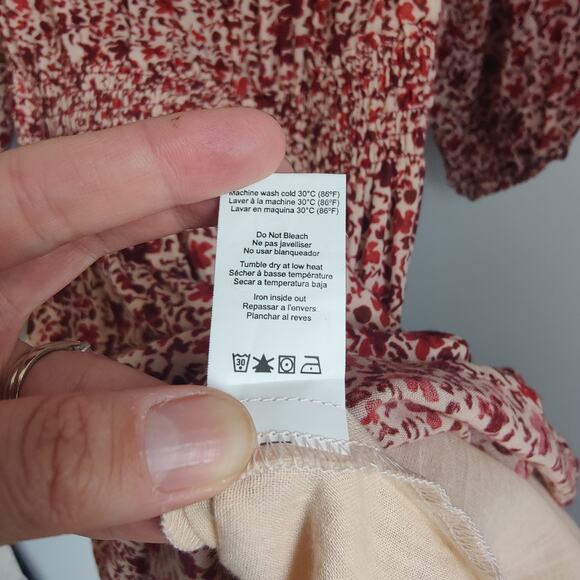 Machine wash cold 30°C (86°F)
Laver à la machine 30°C (86°F)
Lavar en maquina 30°C (86°F)
Do Not Bleach
Ne pas javelliser
No usar blanqueador
Tumble dry at low heat
Sécher à basse température
Secar a temperatura baja
Iron inside out
Repassar a l'envers
Planchar al reves
30